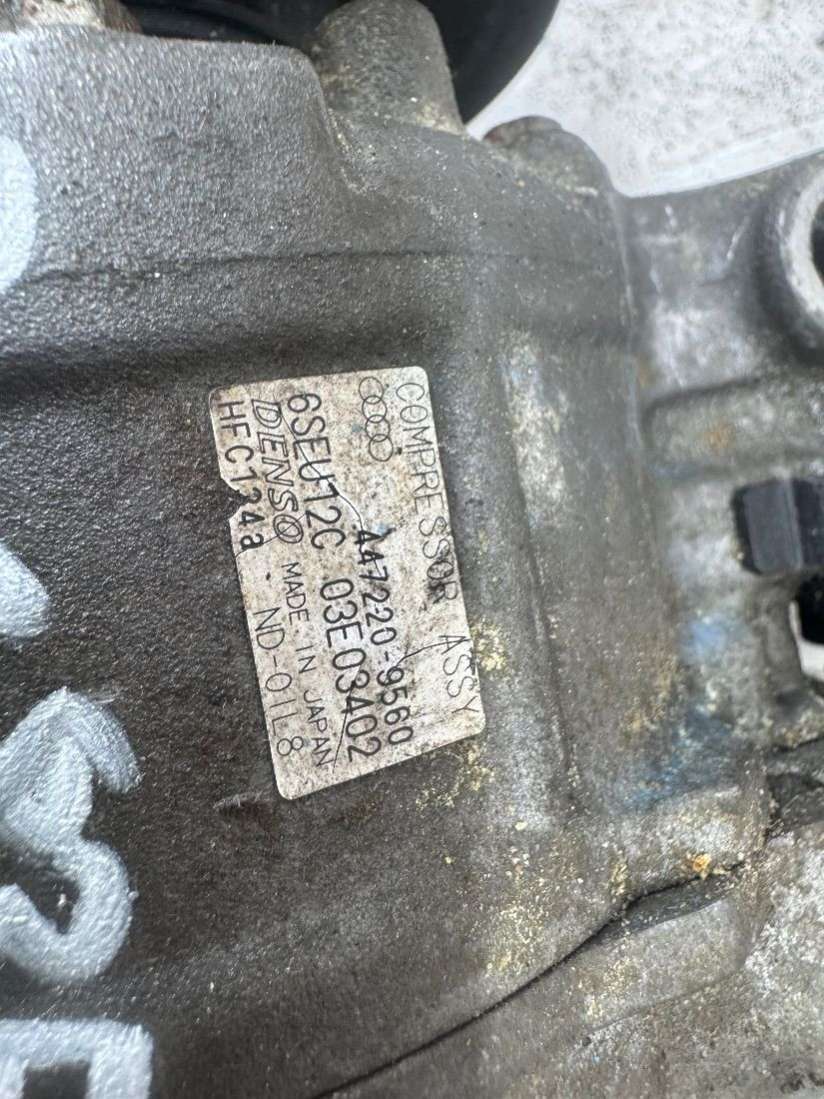 COMPRESSOR ASSY
447220-9560
6SEU12C 03E03402
DENSO MADE IN JAPAN
HFC134a ND-OIL8